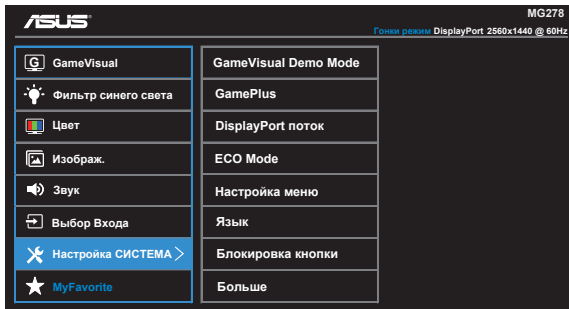 ASUS
MG278
Гонки режим DisplayPort 2560x1440 @ 60Hz
G GameVisual
Фильтр синего света
Цвет
Изображ.
Звук
Выбор Входа
Настройка СИСТЕМА >
MyFavorite
GameVisual Demo Mode
GamePlus
DisplayPort поток
ECO Mode
Настройка меню
Язык
Блокировка кнопки
Больше